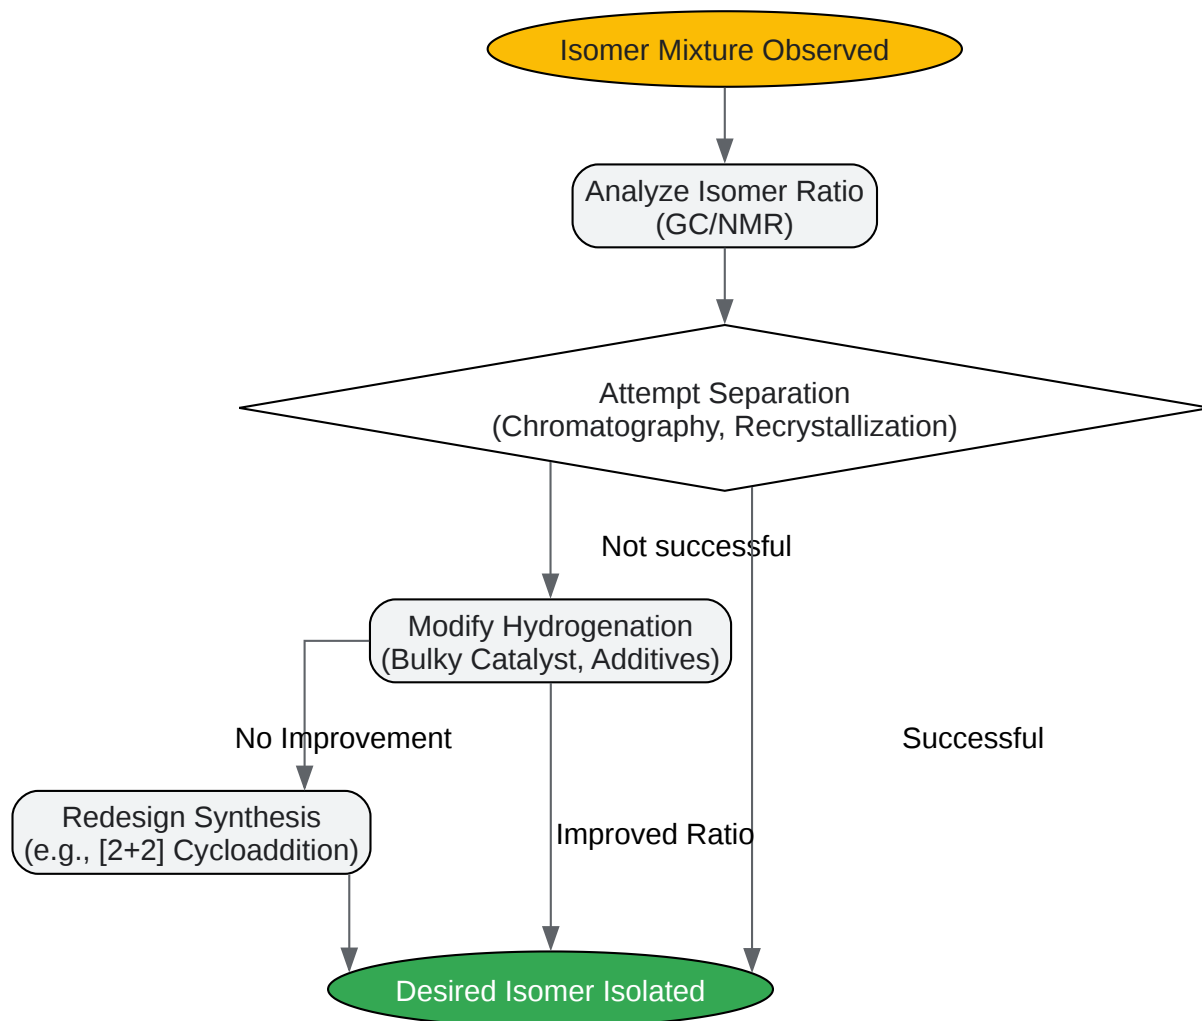 Isomer Mixture Observed
Analyze Isomer Ratio
(GC/NMR)
Attempt Separation
(Chromatography, Recrystallization)
Not successful
Modify Hydrogenation
(Bulky Catalyst, Additives)
No Improvement
Successful
Redesign Synthesis
(e.g., [2+2] Cycloaddition)
Improved Ratio
Desired Isomer Isolated